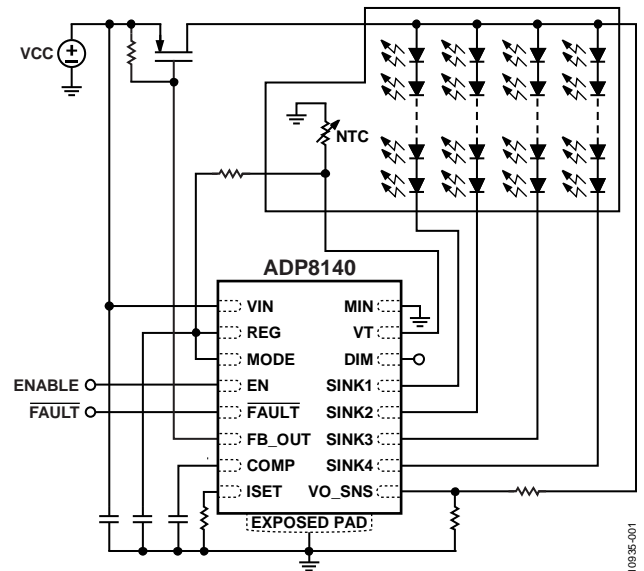 VCC
NTC
ADP8140
VIN
MIN
REG
VT
MODE
DIM
ENABLE
EN
SINK1
FAULT
FAULT
SINK2
FB_OUT
SINK3
COMP
SINK4
ISET
VO_SNS
EXPOSED PAD
10935-001